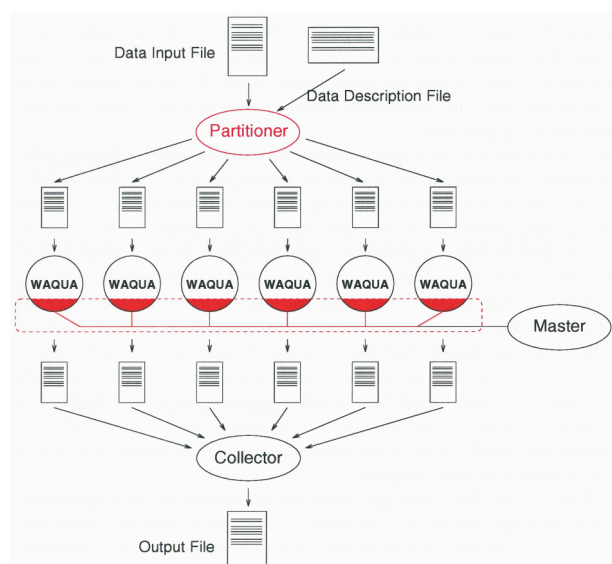 Data Input File
Data Description File
Partitioner
WAQUA WAQUA WAQUA WAQUA WAQUA WAQUA
Master
Collector
Output File